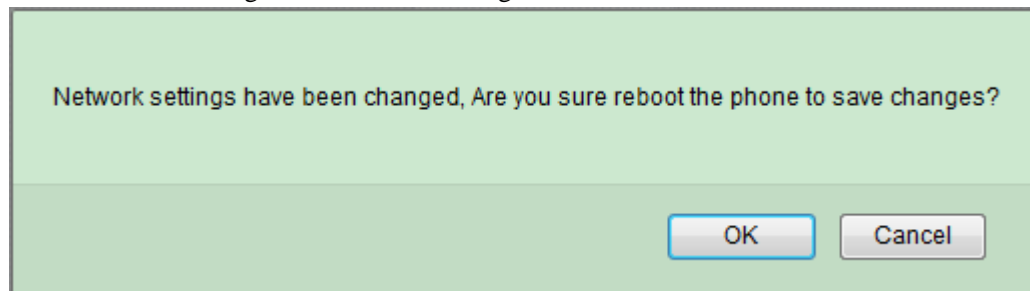 Network settings have been changed, Are you sure reboot the phone to save changes?
OK
Cancel